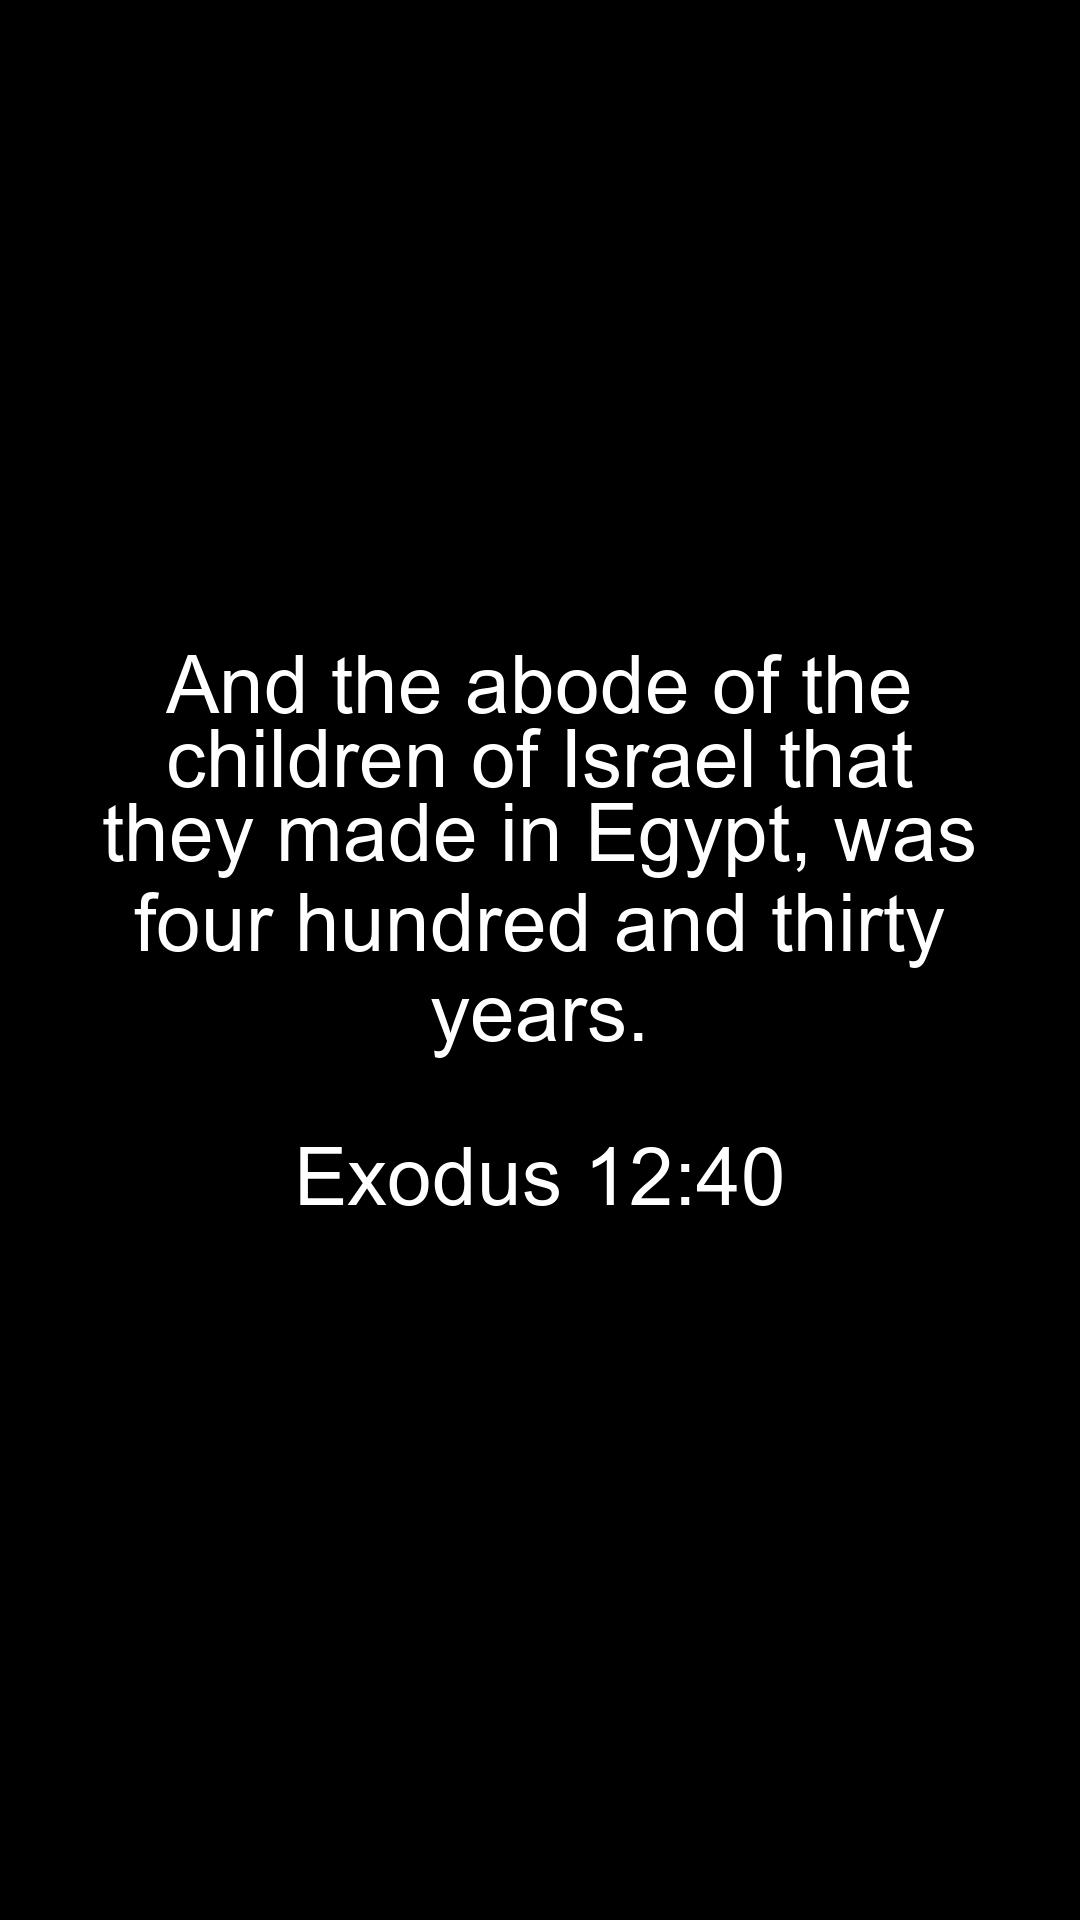 And the abode of the
children of Israel that
they made in Egypt, was
four hundred and thirty
years.
Exodus 12:40